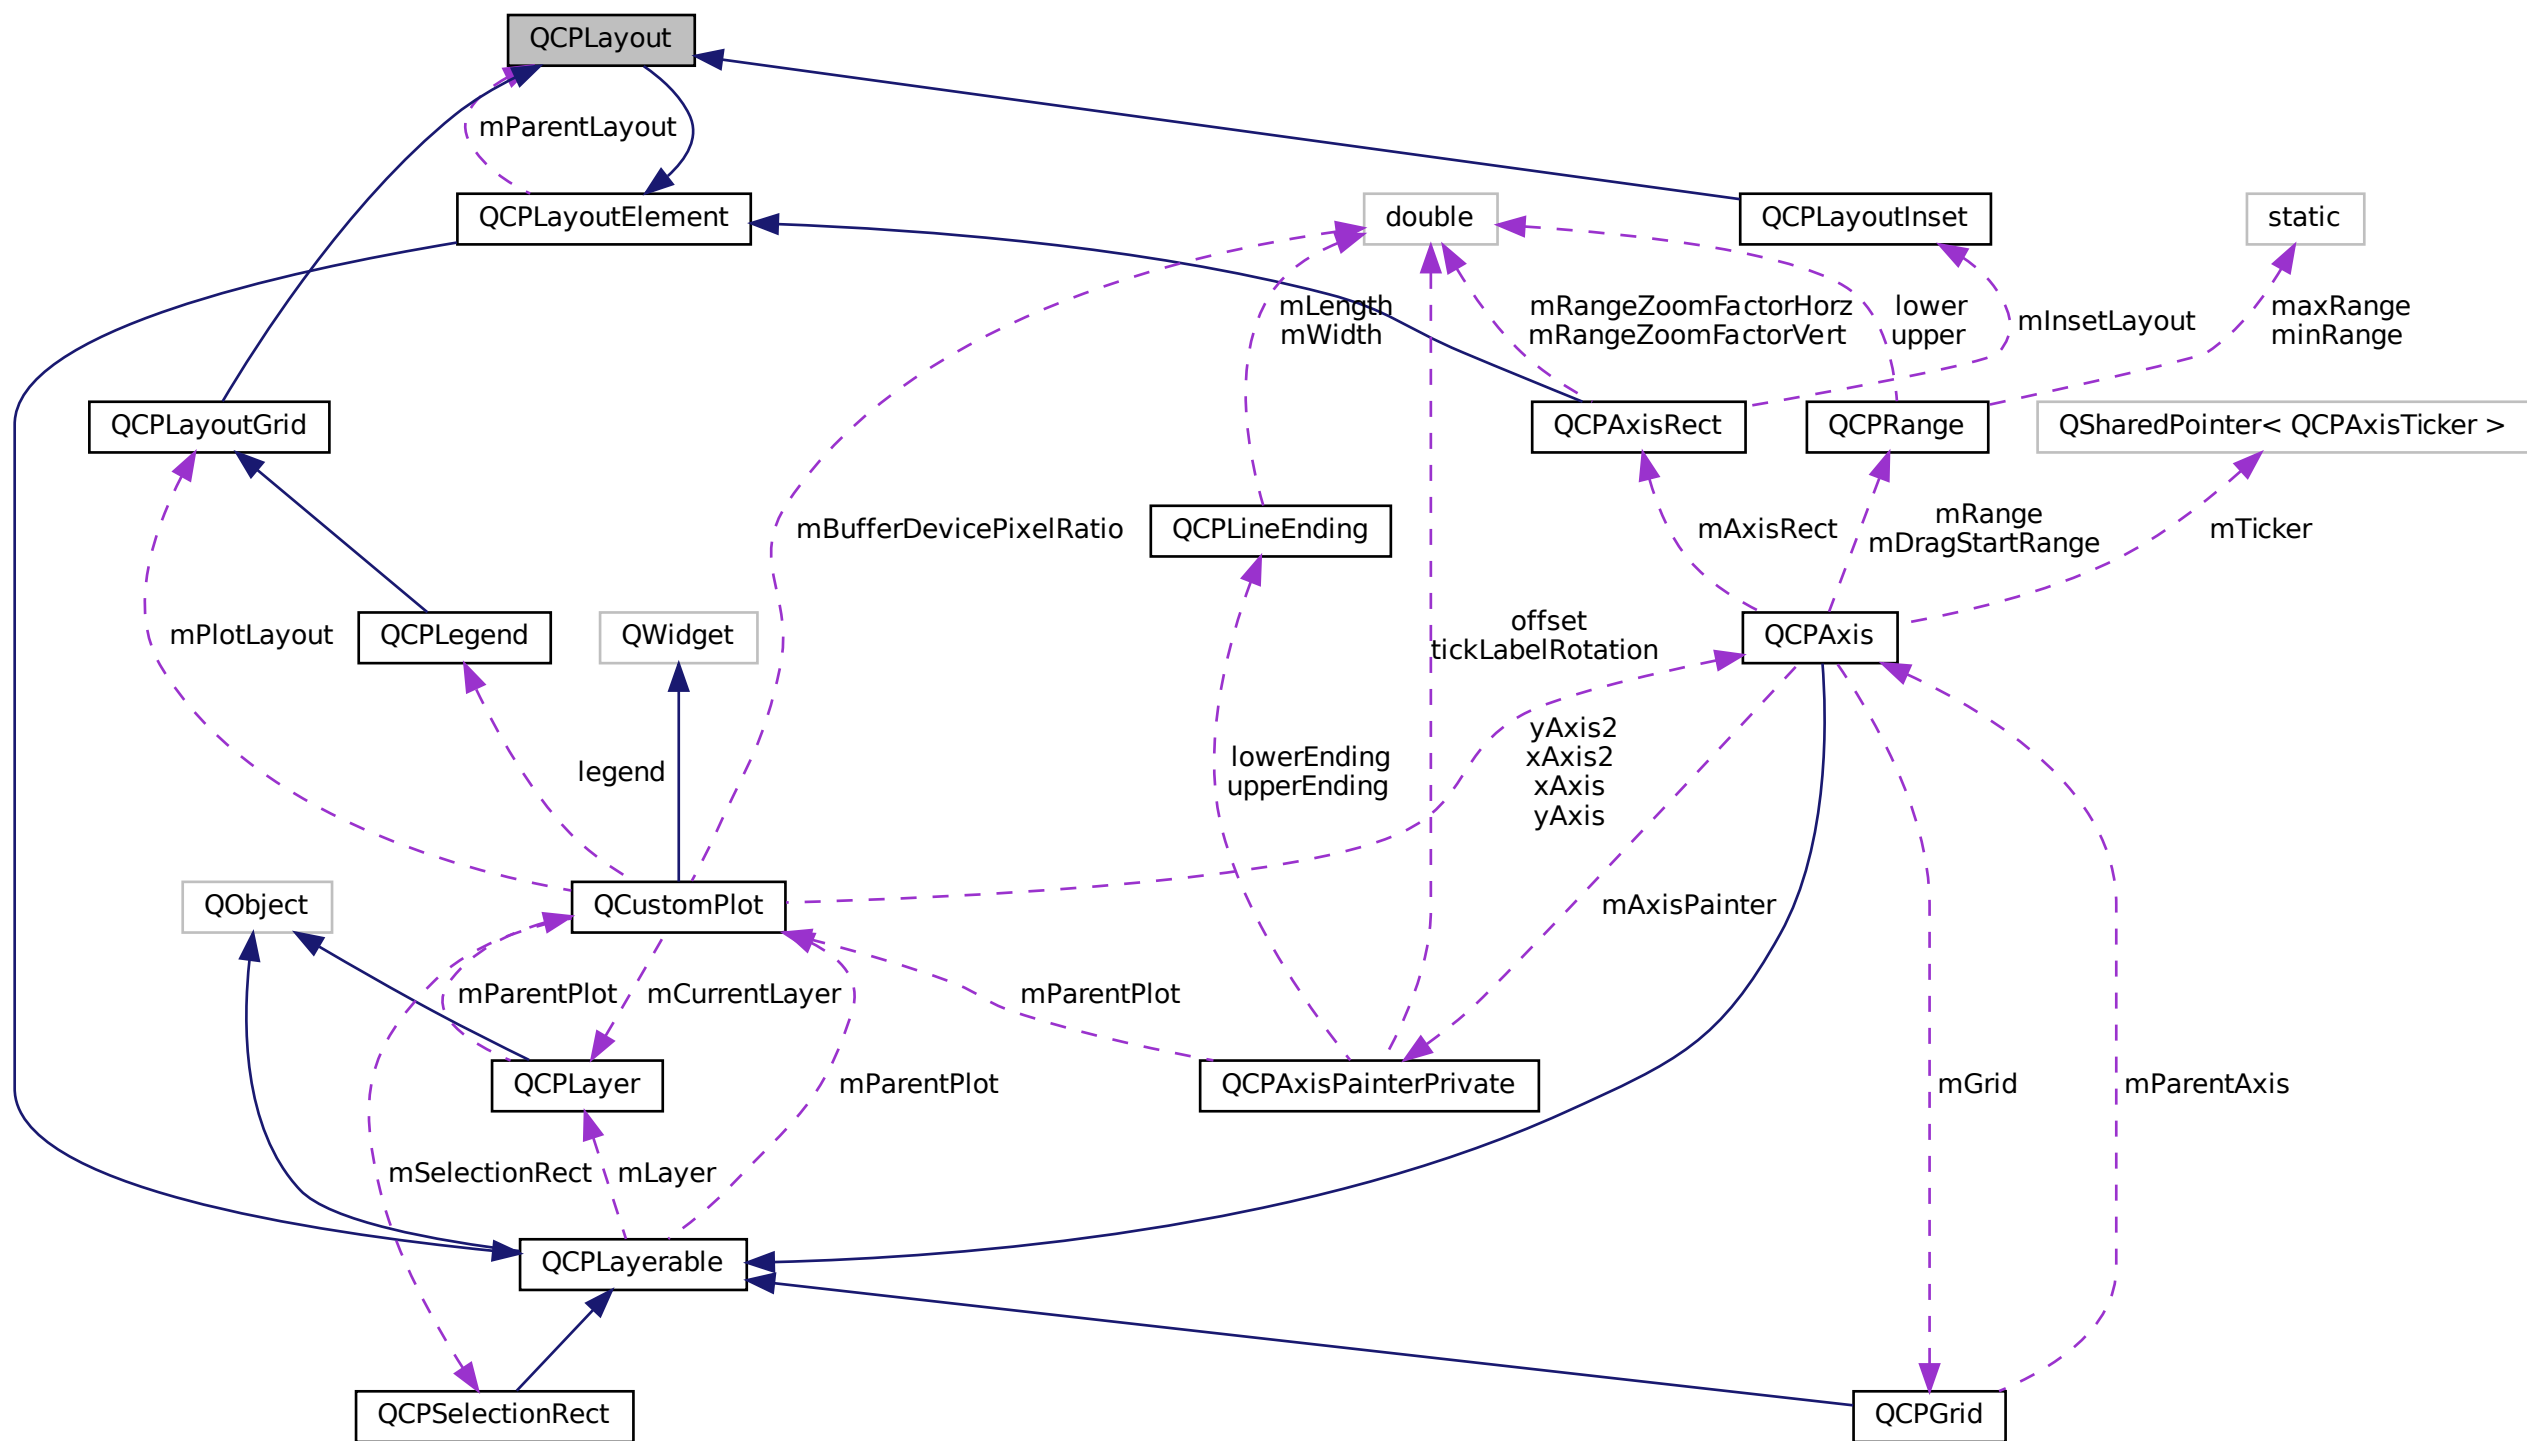 QCPLayout
mParentLayout
QCPLayoutElement
double
QCPLayoutInset
static
mLength
mWidth
mRangeZoomFactorHorz
mRangeZoomFactorVert
lower
upper
mInsetLayout
maxRange
minRange
QCPLayoutGrid
QCPAxisRect
QCPRange
QSharedPointer< QCPAxisTicker >
mBufferDevicePixelRatio
QCPLineEnding
mAxisRect
mRange
mDragStartRange
mTicker
mPlotLayout
QCPLegend
QWidget
offset
tickLabelRotation
QCPAxis
legend
lowerEnding
upperEnding
yAxis2
xAxis2
xAxis
yAxis
QObject
QCustomPlot
mAxisPainter
mParentPlot
mCurrentLayer
mParentPlot
QCPLayer
mParentPlot
QCPAxisPainterPrivate
mGrid
mParentAxis
mSelectionRect
mLayer
QCPLayerable
QCPSelectionRect
QCPGrid